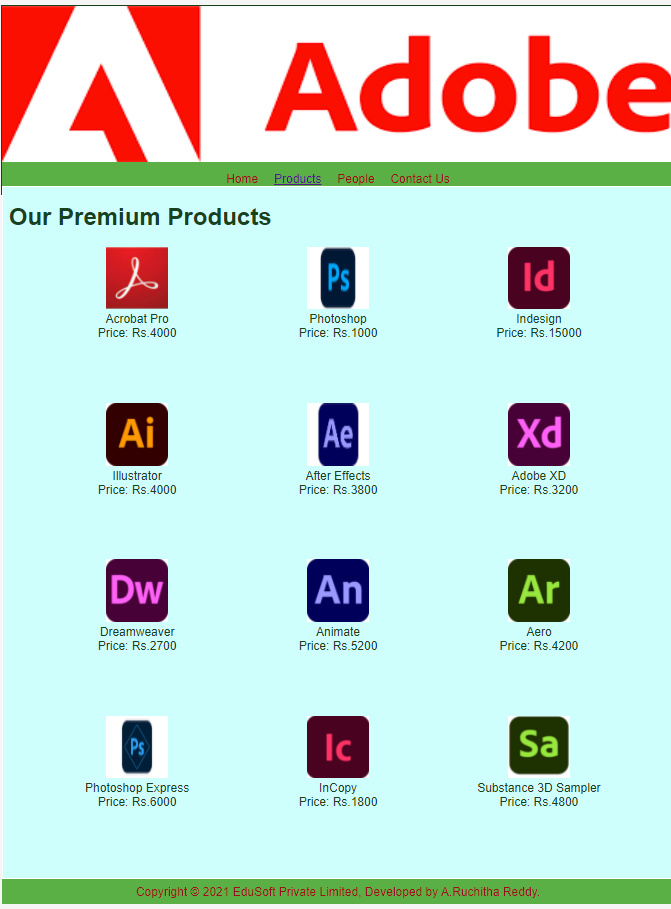 Adobe
Home Products People Contact Us
Our Premium Products
Ps Id
Acrobat Pro Photoshop Indesign
Price: Rs.4000 Price: Rs.1000 Price: Rs.15000
Ai Ae Xd
Illustrator After Effects Adobe XD
Price: Rs.4000 Price: Rs.3800 Price: Rs.3200
Dw An Ar
Dreamweaver Animate Aero
Price: Rs.2700 Price: Rs.5200 Price: Rs.4200
Ps Ic Sa
Photoshop Express InCopy Substance 3D Sampler
Price: Rs.6000 Price: Rs.1800 Price: Rs.4800
Copyright © 2021 EduSoft Private Limited, Developed by A.Ruchitha Reddy.